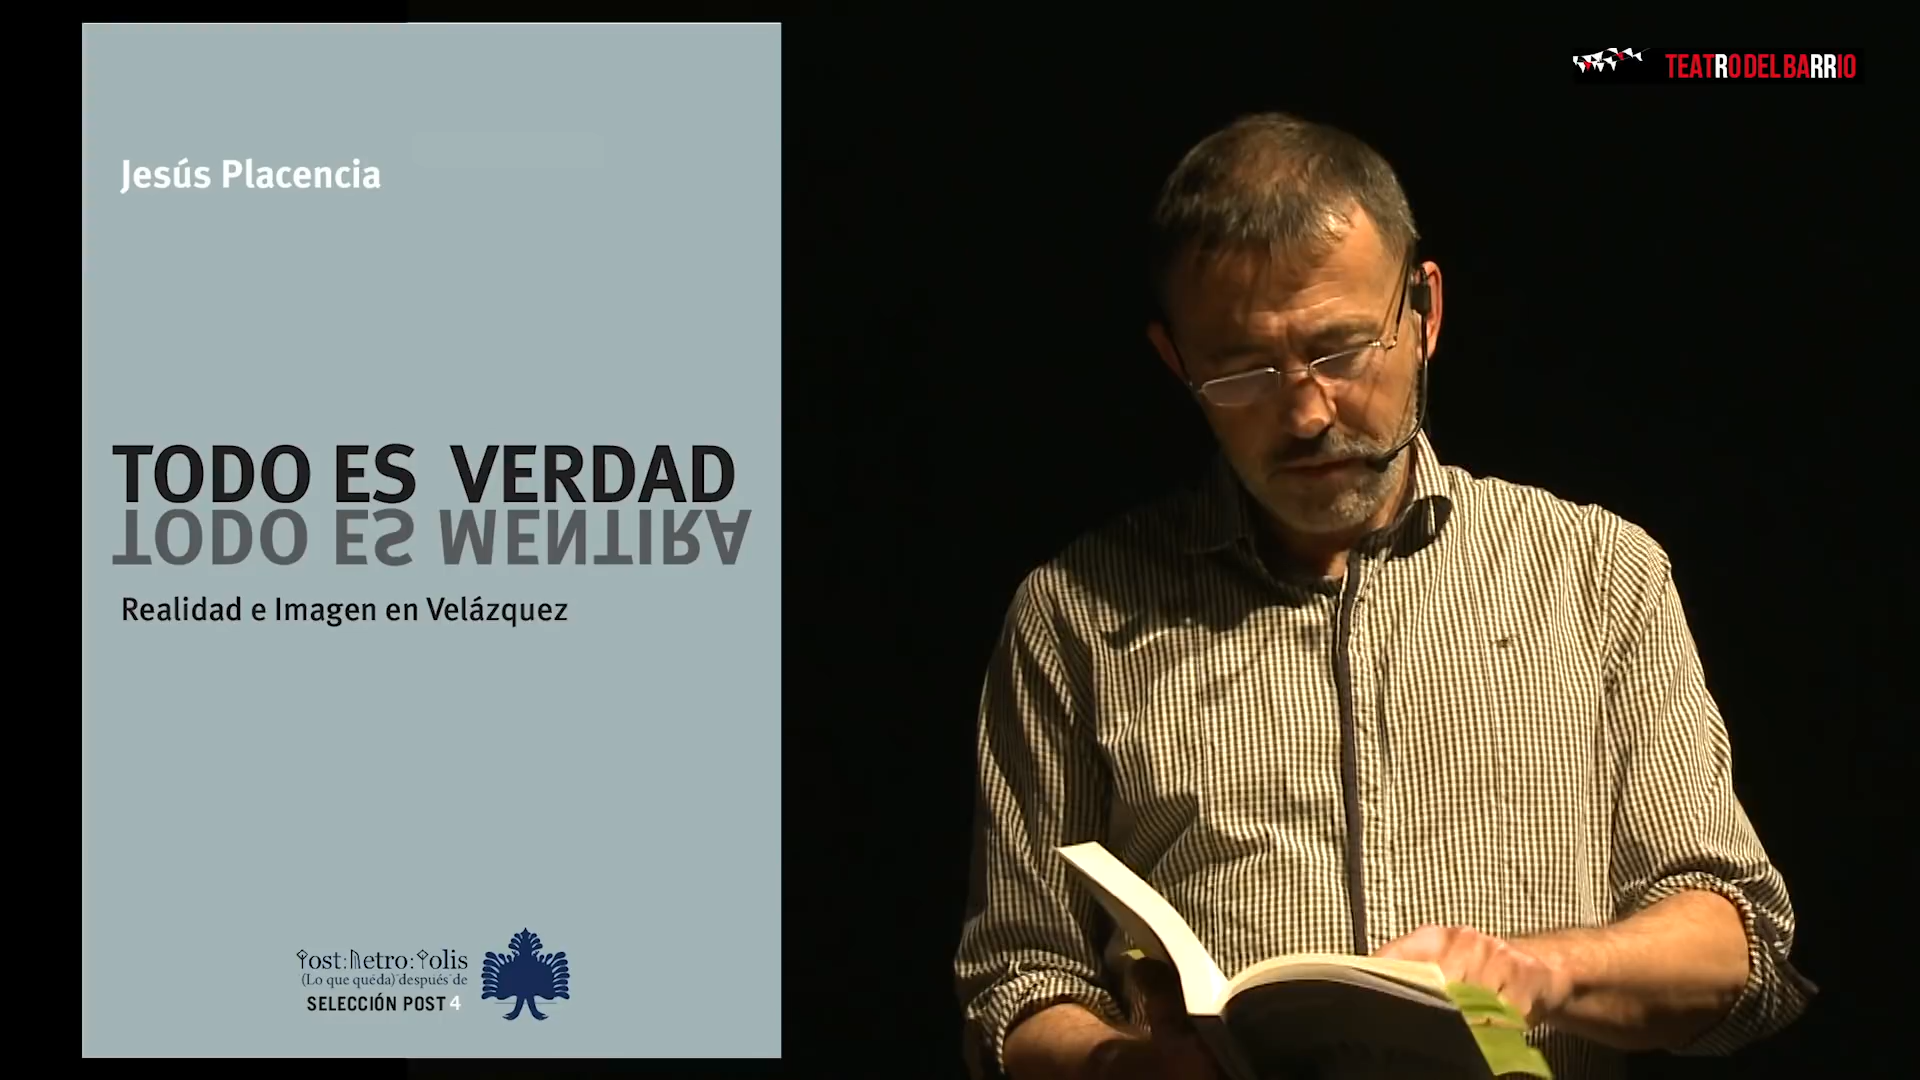 TEATRODELBARRIO
Jesús Placencia
TODO ES VERDAD
TODO ES MENTIRA
Realidad e Imagen en Velázquez
Post:Metro:Polis
(Lo que queda) después de
SELECCIÓN POST 4